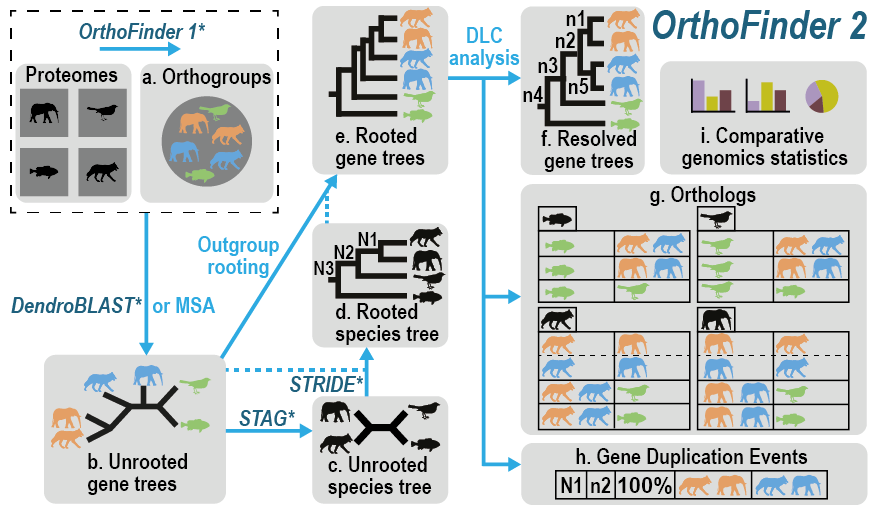 OrthoFinder 1*
Proteomes
a. Orthogroups
DLC
analysis
OrthoFinder 2
e. Rooted
gene trees
n1
n2
n3
n5
n4
f. Resolved
gene trees
i. Comparative
genomics statistics
Outgroup
rooting
DendroBLAST* or MSA
N1
N2
N3
d. Rooted
species tree
g. Orthologs
b. Unrooted
gene trees
STRIDE*
STAG*
c. Unrooted
species tree
h. Gene Duplication Events
N1 n2 100%